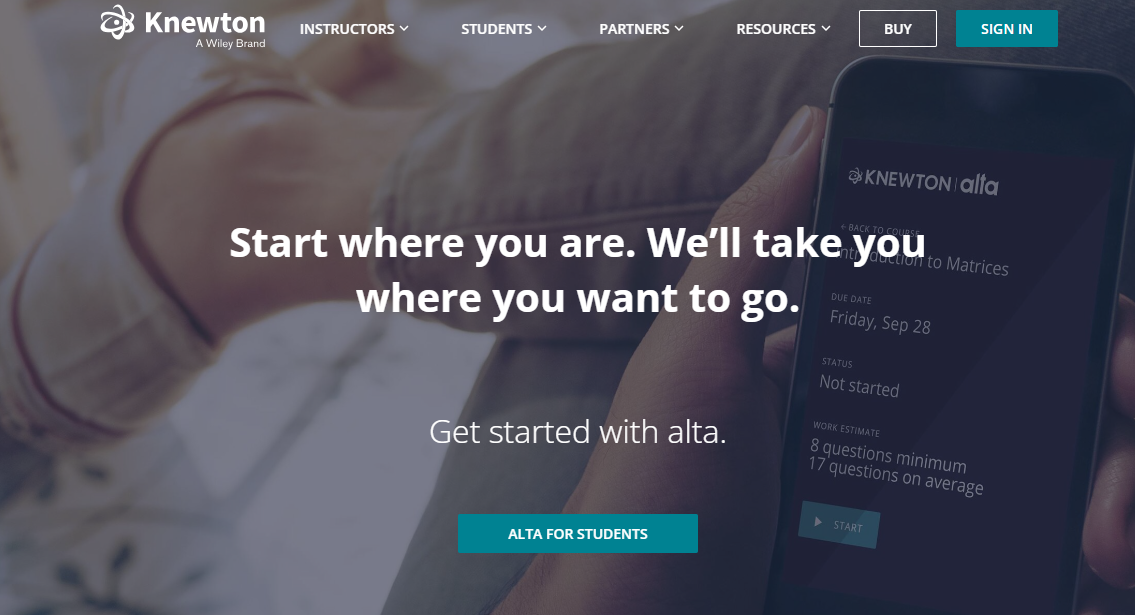 Knewton
A Wiley Brand
INSTRUCTORS
STUDENTS
PARTNERS
RESOURCES
BUY
SIGN IN
KNEWTON | alta
BACK TO COURSE
Introduction to Matrices
Start where you are. We’ll take you
where you want to go.
DUE DATE
Friday, Sep 28
STATUS
Not started
Get started with alta.
WORK ESTIMATE
8 questions minimum
17 questions on average
START
ALTA FOR STUDENTS